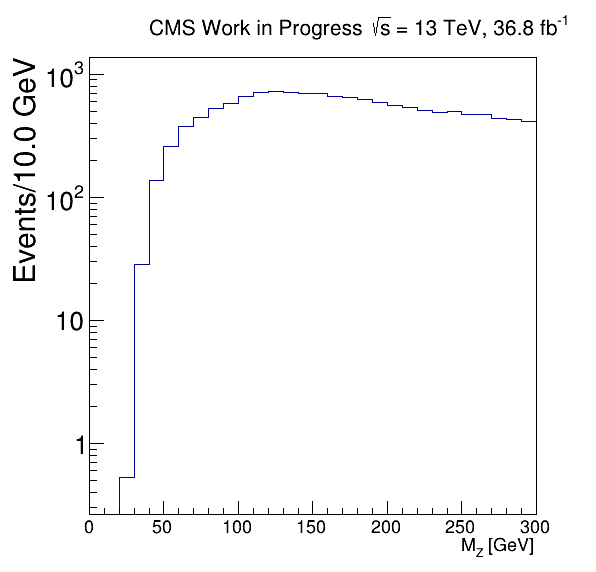 CMS Work in Progress √s = 13 TeV, 36.8 fb⁻¹
Events/10.0 GeV
10³
10²
10
1
0 50 100 150 200 250 300
M_Z [GeV]